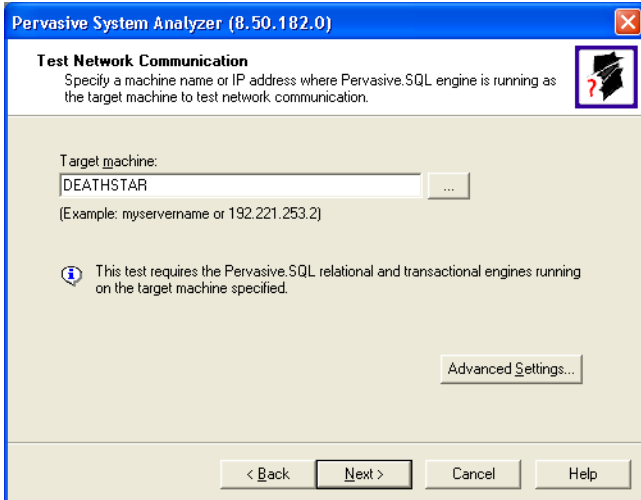 Pervasive System Analyzer (8.50.182.0)
Test Network Communication
Specify a machine name or IP address where Pervasive.SQL engine is running as
the target machine to test network communication.
?
Target machine:
DEATHSTAR
...
(Example: myservername or 192.221.253.2)
This test requires the Pervasive.SQL relational and transactional engines running
on the target machine specified.
Advanced Settings...
< Back
Next >
Cancel
Help